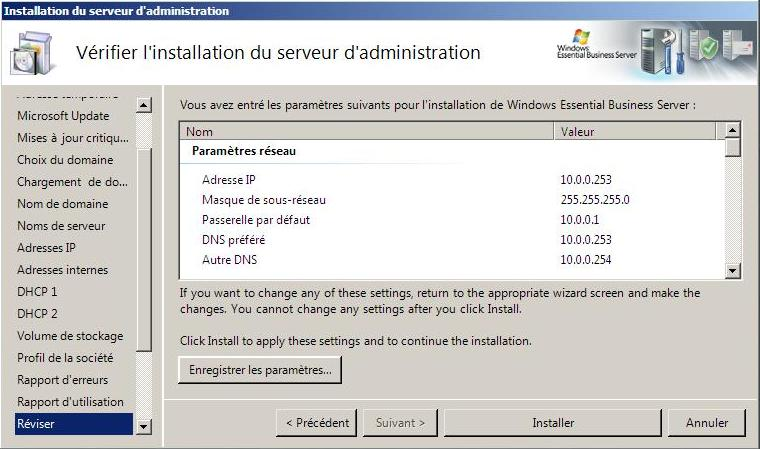 Installation du serveur d'administration
Vérifier l'installation du serveur d'administration
Windows
Essential Business Server
Microsoft Update
Mises à jour critiqu...
Choix du domaine
Chargement de do...
Nom de domaine
Noms de serveur
Adresses IP
Adresses internes
DHCP 1
DHCP 2
Volume de stockage
Profil de la société
Rapport d'erreurs
Rapport d'utilisation
Réviser
Vous avez entré les paramètres suivants pour l'installation de Windows Essential Business Server :
Nom Valeur
Paramètres réseau
Adresse IP 10.0.0.253
Masque de sous-réseau 255.255.255.0
Passerelle par défaut 10.0.0.1
DNS préféré 10.0.0.253
Autre DNS 10.0.0.254
If you want to change any of these settings, return to the appropriate wizard screen and make the
changes. You cannot change any settings after you click Install.
Click Install to apply these settings and to continue the installation.
Enregistrer les paramètres...
< Précédent Suivant > Installer Annuler